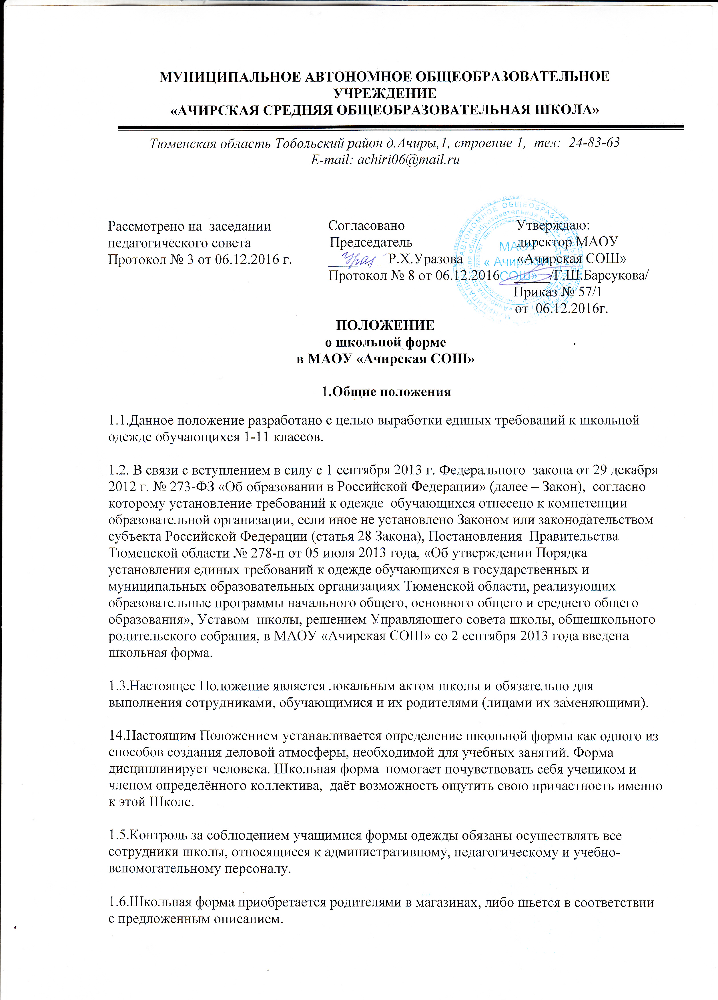 МУНИЦИПАЛЬНОЕ АВТОНОМНОЕ ОБЩЕОБРАЗОВАТЕЛЬНОЕ
УЧРЕЖДЕНИЕ
«АЧИРСКАЯ СРЕДНЯЯ ОБЩЕОБРАЗОВАТЕЛЬНАЯ ШКОЛА»
Тюменская область Тобольский район д.Ачиры,1, строение 1, тел: 24-83-63
E-mail: achiri06@mail.ru
Рассмотрено на заседании
педагогического совета
Протокол № 3 от 06.12.2016 г.
Согласовано
Председатель
________ Р.Х.Уразова
Протокол № 8 от 06.12.2016
Утверждаю:
директор МАОУ
«Ачирская СОШ»
_____/Г.Ш.Барсукова/
Приказ № 57/1
от 06.12.2016г.
МАОУ
« Ачирская
СОШ»
ПОЛОЖЕНИЕ
о школьной форме
в МАОУ «Ачирская СОШ»
1.Общие положения
1.1.Данное положение разработано с целью выработки единых требований к школьной
одежде обучающихся 1-11 классов.
1.2. В связи с вступлением в силу с 1 сентября 2013 г. Федерального закона от 29 декабря
2012 г. № 273-ФЗ «Об образовании в Российской Федерации» (далее – Закон), согласно
которому установление требований к одежде обучающихся отнесено к компетенции
образовательной организации, если иное не установлено Законом или законодательством
субъекта Российской Федерации (статья 28 Закона), Постановления Правительства
Тюменской области № 278-п от 05 июля 2013 года, «Об утверждении Порядка
установления единых требований к одежде обучающихся в государственных и
муниципальных образовательных организациях Тюменской области, реализующих
образовательные программы начального общего, основного общего и среднего общего
образования», Уставом школы, решением Управляющего совета школы, общешкольного
родительского собрания, в МАОУ «Ачирская СОШ» со 2 сентября 2013 года введена
школьная форма.
1.3.Настоящее Положение является локальным актом школы и обязательно для
выполнения сотрудниками, обучающимися и их родителями (лицами их заменяющими).
14.Настоящим Положением устанавливается определение школьной формы как одного из
способов создания деловой атмосферы, необходимой для учебных занятий. Форма
дисциплинирует человека. Школьная форма помогает почувствовать себя учеником и
членом определённого коллектива, даёт возможность ощутить свою причастность именно
к этой Школе.
1.5.Контроль за соблюдением учащимися формы одежды обязаны осуществлять все
сотрудники школы, относящиеся к административному, педагогическому и учебно-
вспомогательному персоналу.
1.6.Школьная форма приобретается родителями в магазинах, либо шьется в соответствии
с предложенным описанием.